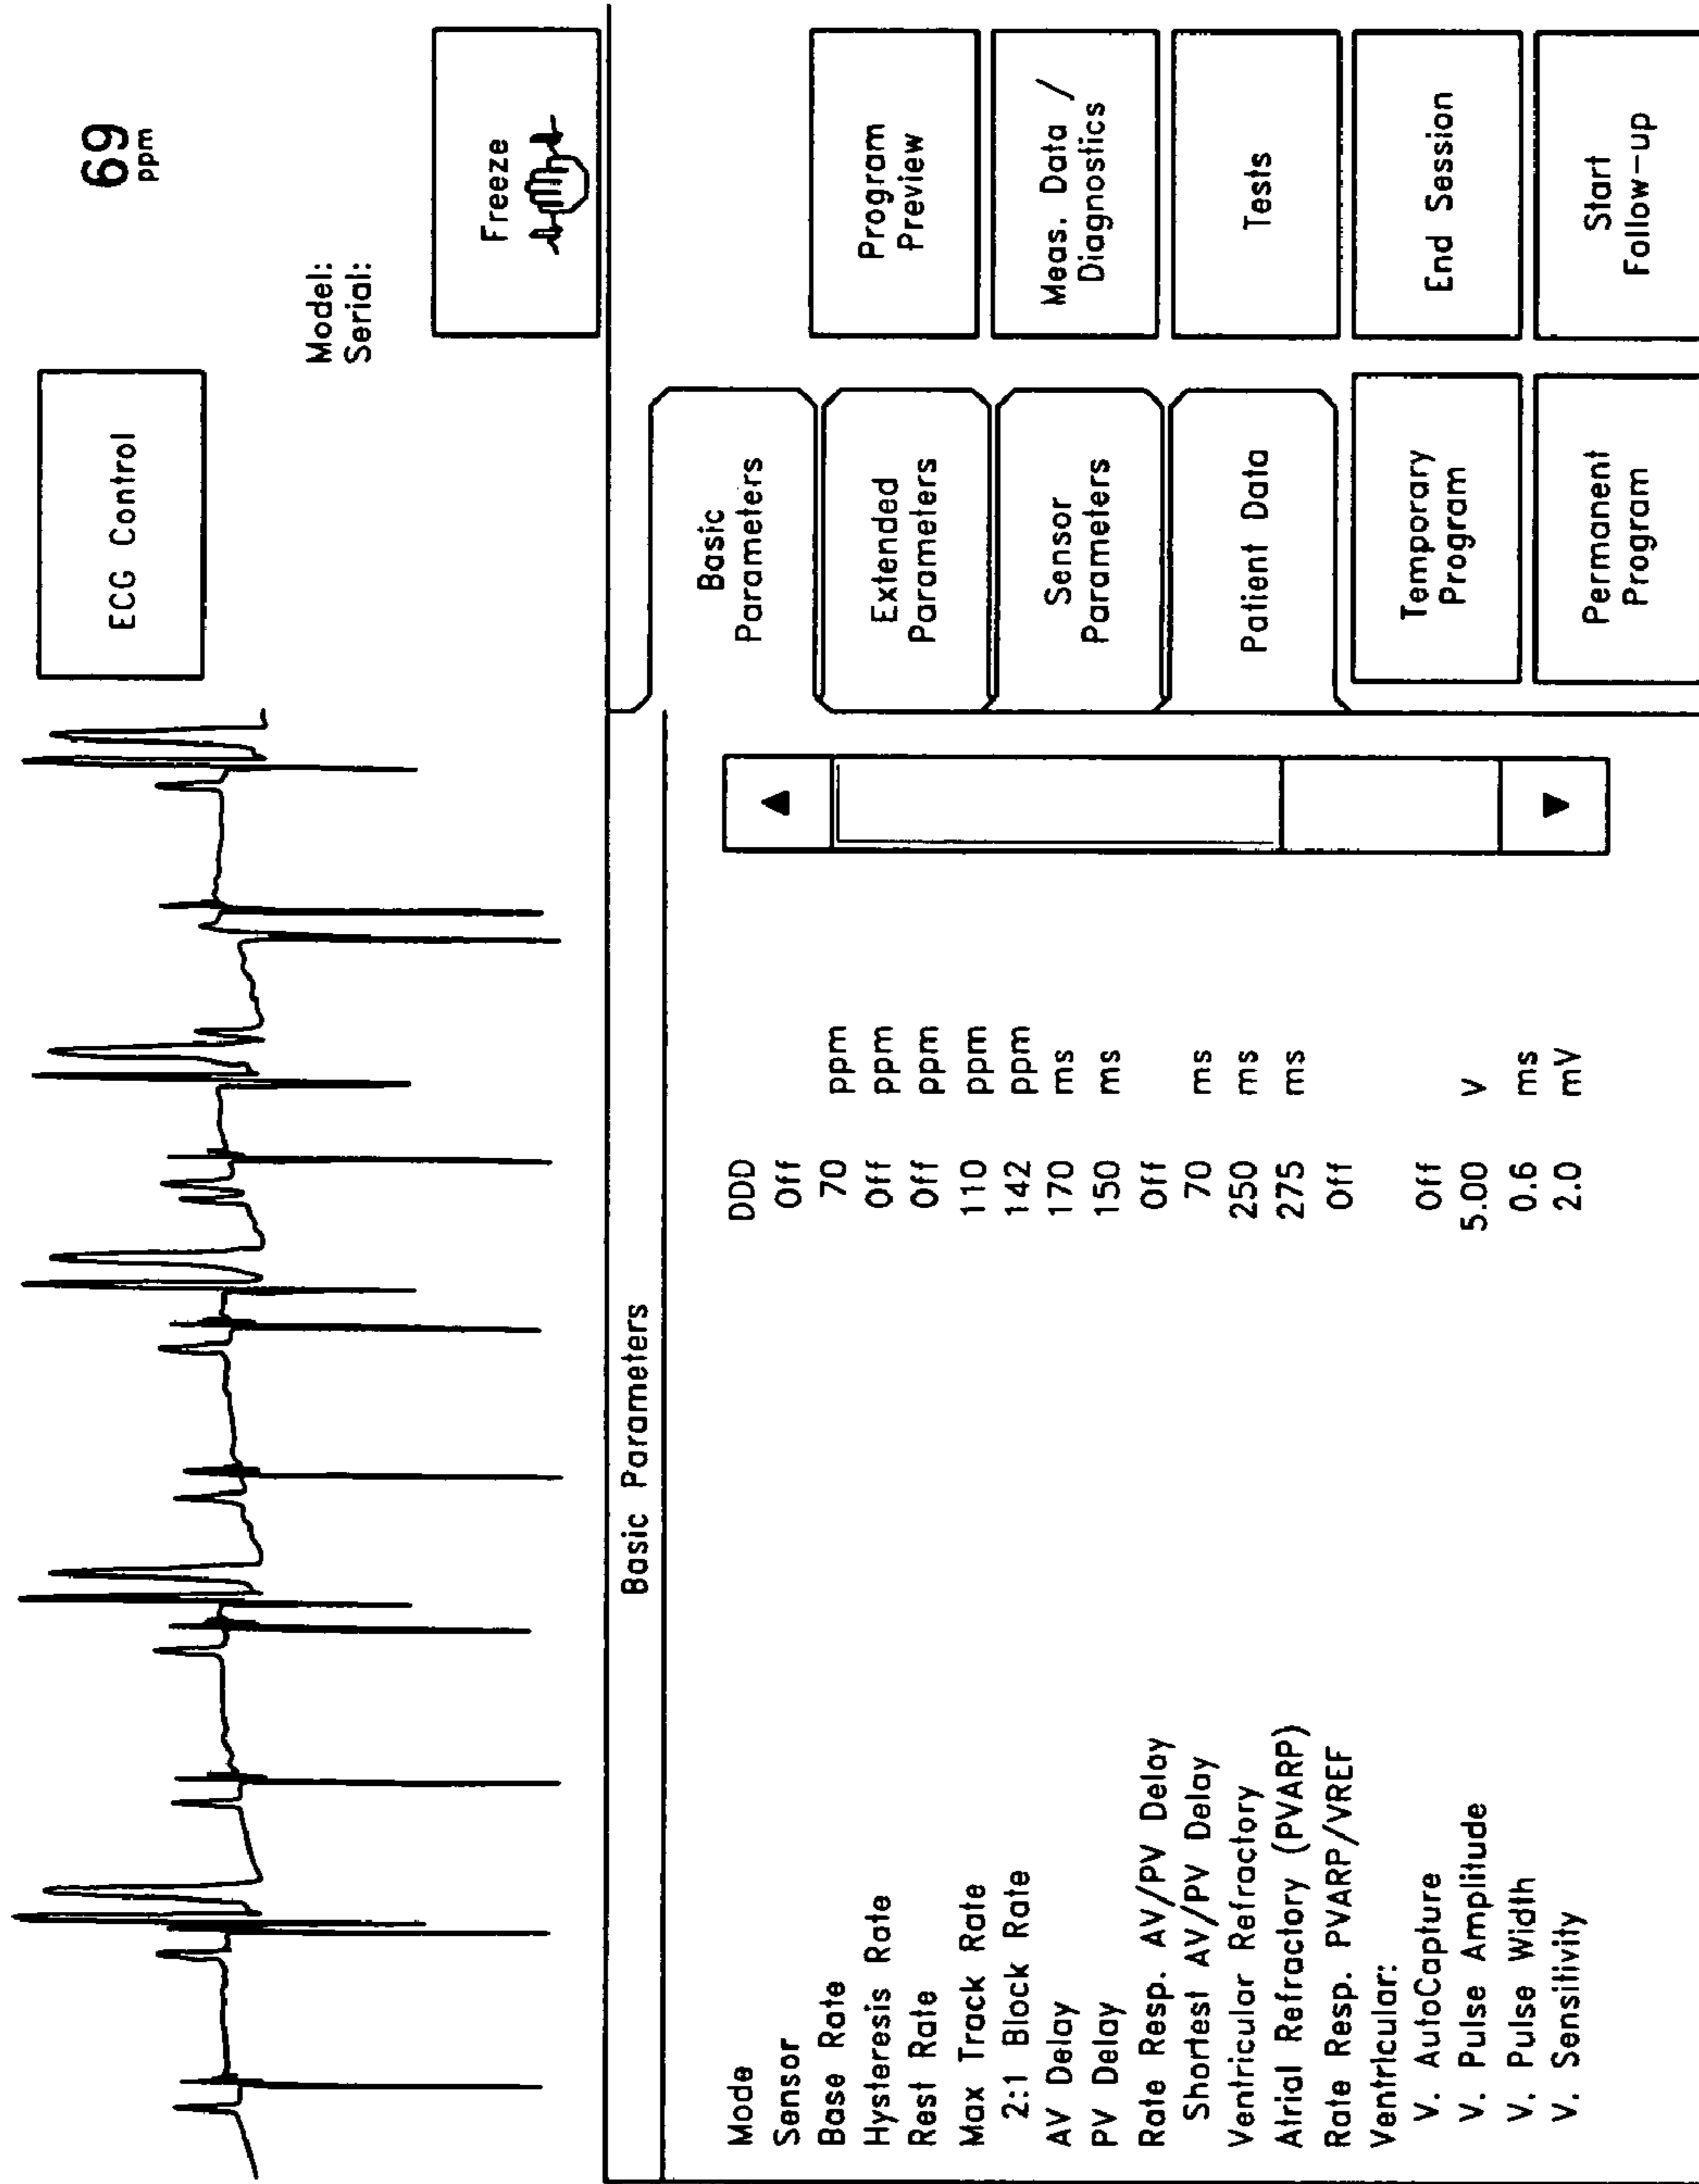 ECG Control
69
ppm
Model:
Serial:
Freeze
Basic Parameters
Mode DDD
Sensor Off
Base Rate 70 ppm
Hysteresis Rate Off ppm
Rest Rate Off ppm
Max Track Rate 110 ppm
2:1 Block Rate 142 ppm
AV Delay 170 ms
PV Delay 150 ms
Rate Resp. AV/PV Delay Off
Shortest AV/PV Delay 70 ms
Ventricular Refractory 250 ms
Atrial Refractory (PVARP) 275 ms
Rate Resp. PVARP/VREF Off
Ventricular:
V. AutoCapture Off
V. Pulse Amplitude 5.00 V
V. Pulse Width 0.6 ms
V. Sensitivity 2.0 mV
Basic
Parameters
Extended
Parameters
Sensor
Parameters
Patient Data
Temporary
Program
Permanent
Program
Program
Preview
Meas. Data /
Diagnostics
Tests
End Session
Start
Follow-up